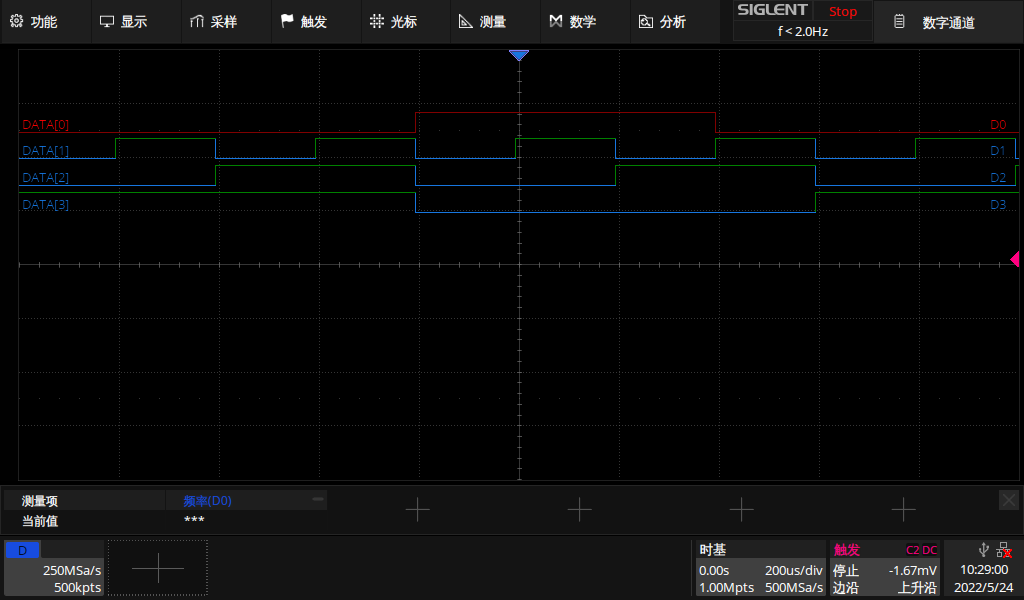 功能 显示 采样 触发 光标 测量 数学 分析 SIGLENT Stop 数字通道
f < 2.0Hz
DATA[0] D0
DATA[1] D1
DATA[2] D2
DATA[3] D3
测量项 频率(D0)
当前值 ***
D 时基 触发 C2 DC
250MSa/s 0.00s 200us/div 停止 -1.67mV 10:29:00
500kpts 1.00Mpts 500MSa/s 边沿 上升沿 2022/5/24